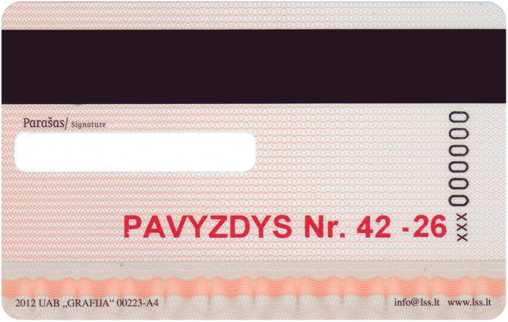 Parašas/ Signature
xxx 000000
PAVYZDYS Nr. 42 -26
2012 UAB „GRAFIJA" 00223-A4 info@lss.lt www.lss.lt